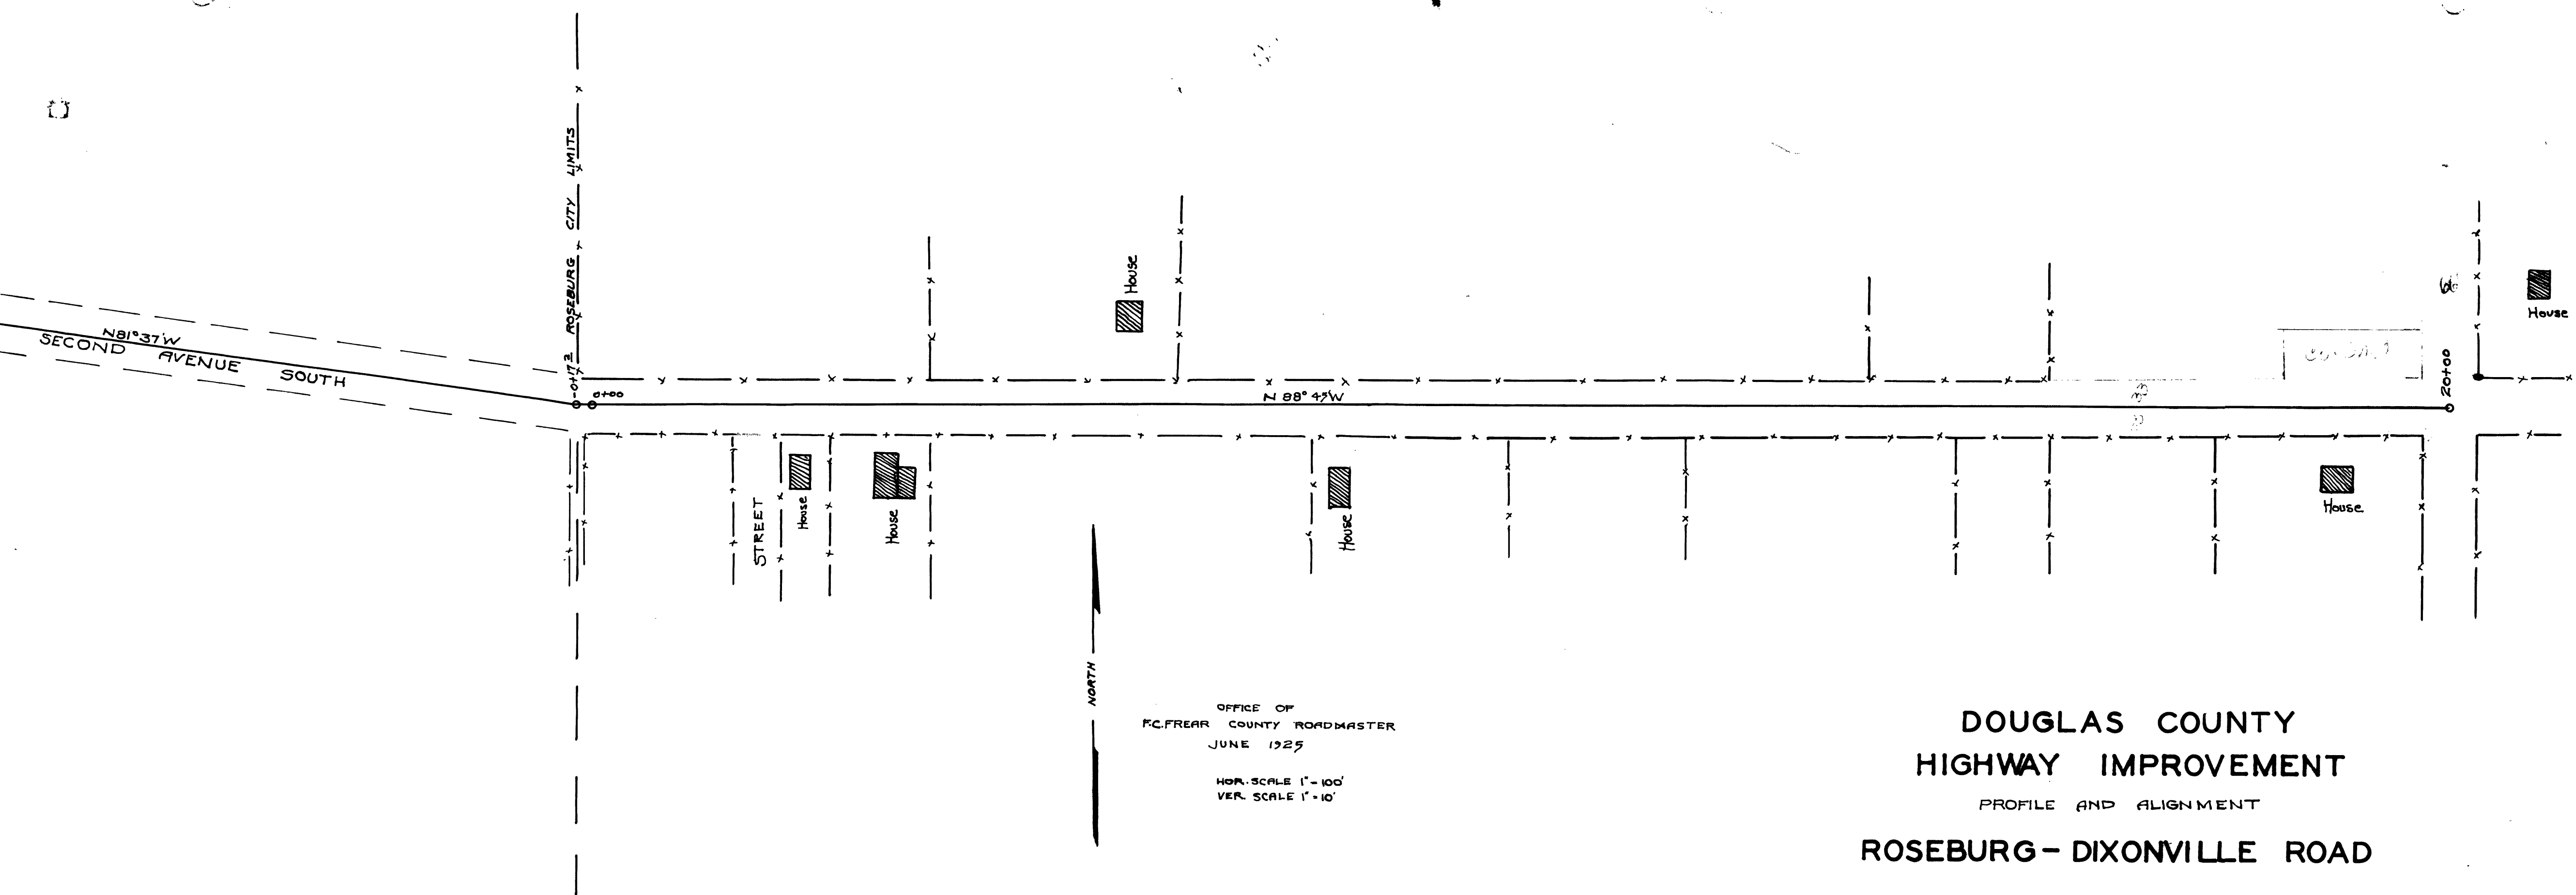 ROSEBURG CITY LIMITS
-0+17²
0+00
N81°37'W
SECOND AVENUE SOUTH
House
N 88° 45'W
20+00
House
STREET
House
House
House
House
NORTH
OFFICE OF
F.C. FREAR COUNTY ROADMASTER
JUNE 1925
HOR. SCALE 1"=100'
VER. SCALE 1"=10'
DOUGLAS COUNTY
HIGHWAY IMPROVEMENT
PROFILE AND ALIGNMENT
ROSEBURG-DIXONVILLE ROAD